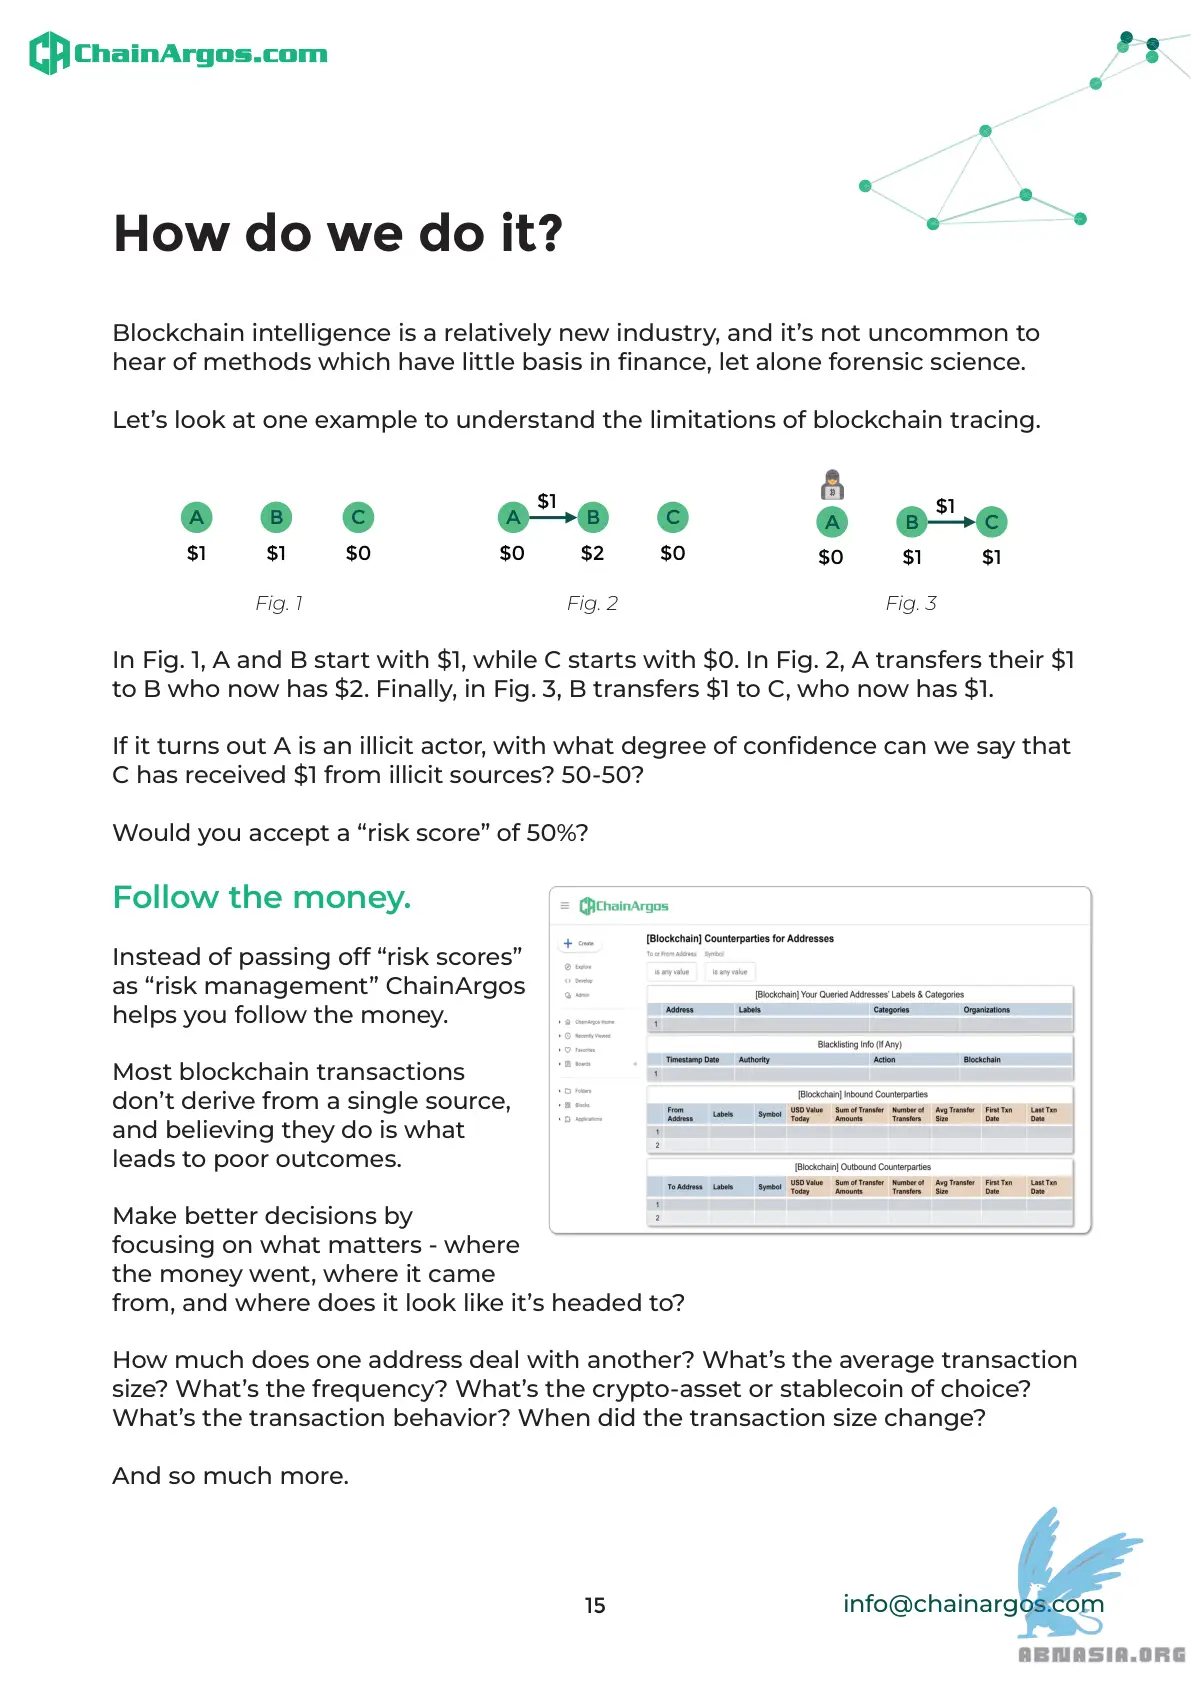 ChainArgos.com
How do we do it?
Blockchain intelligence is a relatively new industry, and it’s not uncommon to
hear of methods which have little basis in finance, let alone forensic science.
Let’s look at one example to understand the limitations of blockchain tracing.
A B C
$1 $1 $0
Fig. 1
$1
A B C
$0 $2 $0
Fig. 2
$1
A B C
$0 $1 $1
Fig. 3
In Fig. 1, A and B start with $1, while C starts with $0. In Fig. 2, A transfers their $1
to B who now has $2. Finally, in Fig. 3, B transfers $1 to C, who now has $1.
If it turns out A is an illicit actor, with what degree of confidence can we say that
C has received $1 from illicit sources? 50-50?
Would you accept a “risk score” of 50%?
Follow the money.
Instead of passing off “risk scores”
as “risk management” ChainArgos
helps you follow the money.
Most blockchain transactions
don’t derive from a single source,
and believing they do is what
leads to poor outcomes.
Make better decisions by
focusing on what matters - where
the money went, where it came
from, and where does it look like it’s headed to?
ChainArgos
Create
Explore
Develop
Admin
ChainArgos Home
Recently Viewed
Favorites
Boards
Folders
Blocks
Applications
[Blockchain] Counterparties for Addresses
To or From Address Symbol
is any value is any value
[Blockchain] Your Queried Addresses' Labels & Categories
Address Labels Categories Organizations
1
Blacklisting Info (If Any)
Timestamp Date Authority Action Blockchain
1
[Blockchain] Inbound Counterparties
From Address Labels Symbol USD Value Today Sum of Transfer Amounts Number of Transfers Avg Transfer Size First Txn Date Last Txn Date
1
2
[Blockchain] Outbound Counterparties
To Address Labels Symbol USD Value Today Sum of Transfer Amounts Number of Transfers Avg Transfer Size First Txn Date Last Txn Date
1
2
How much does one address deal with another? What’s the average transaction
size? What’s the frequency? What’s the crypto-asset or stablecoin of choice?
What’s the transaction behavior? When did the transaction size change?
And so much more.
15
info@chainargos.com
ABNASIA.ORG